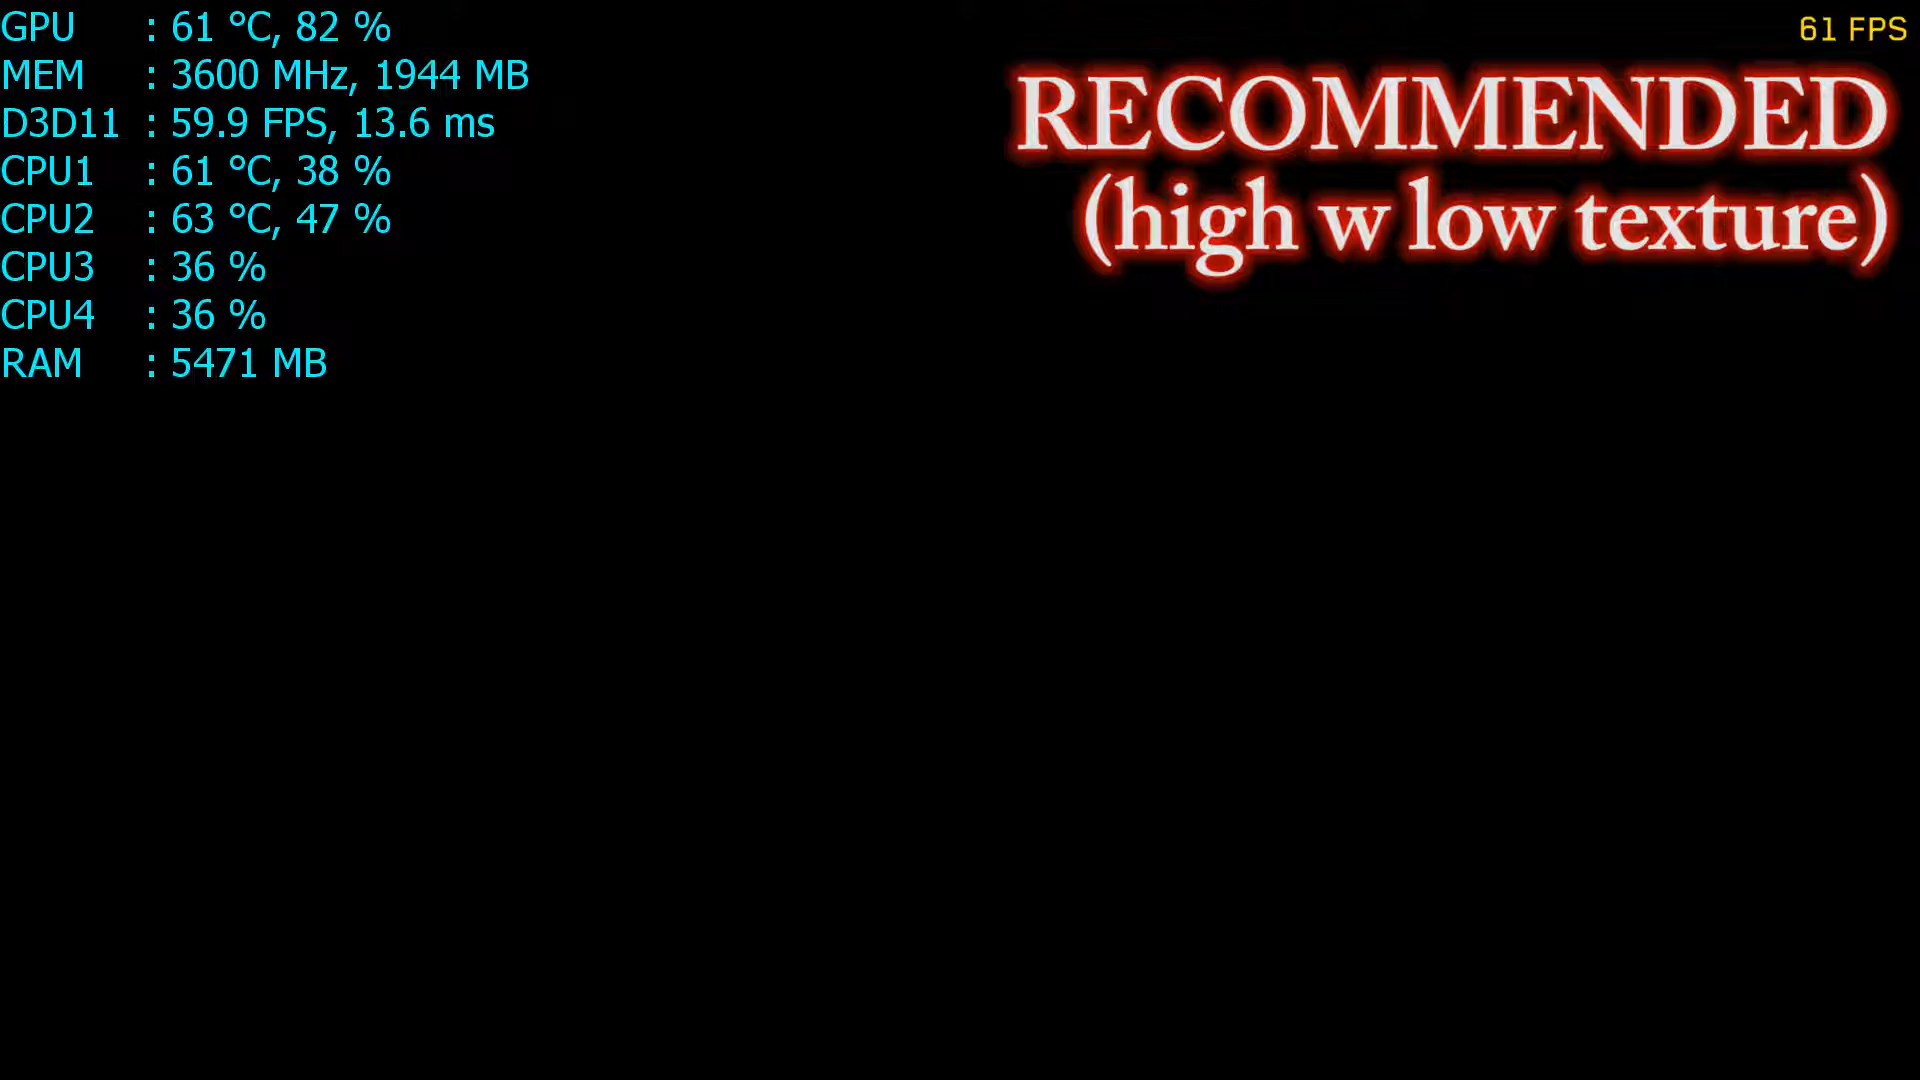 GPU : 61 °C, 82 %
MEM : 3600 MHz, 1944 MB
D3D11 : 59.9 FPS, 13.6 ms
CPU1 : 61 °C, 38 %
CPU2 : 63 °C, 47 %
CPU3 : 36 %
CPU4 : 36 %
RAM : 5471 MB
61 FPS
RECOMMENDED
(high w low texture)